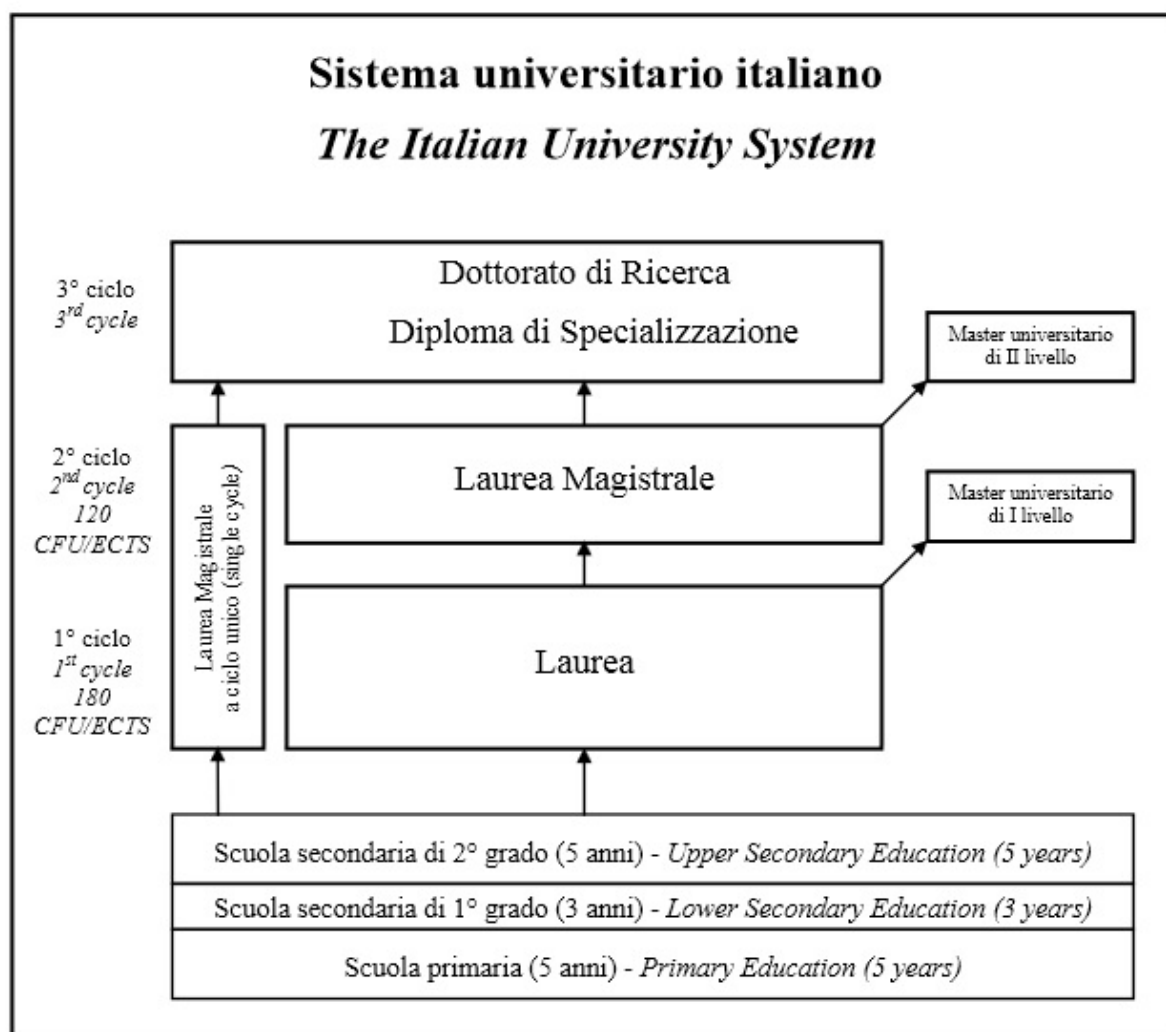 Sistema universitario italiano
The Italian University System
3° ciclo
3rd cycle
Dottorato di Ricerca
Diploma di Specializzazione
Master universitario
di II livello
2° ciclo
2nd cycle
120
CFU/ECTS
Laurea Magistrale
a ciclo unico (single cycle)
Laurea Magistrale
Master universitario
di I livello
1° ciclo
1st cycle
180
CFU/ECTS
Laurea
Scuola secondaria di 2° grado (5 anni) - Upper Secondary Education (5 years)
Scuola secondaria di 1° grado (3 anni) - Lower Secondary Education (3 years)
Scuola primaria (5 anni) - Primary Education (5 years)